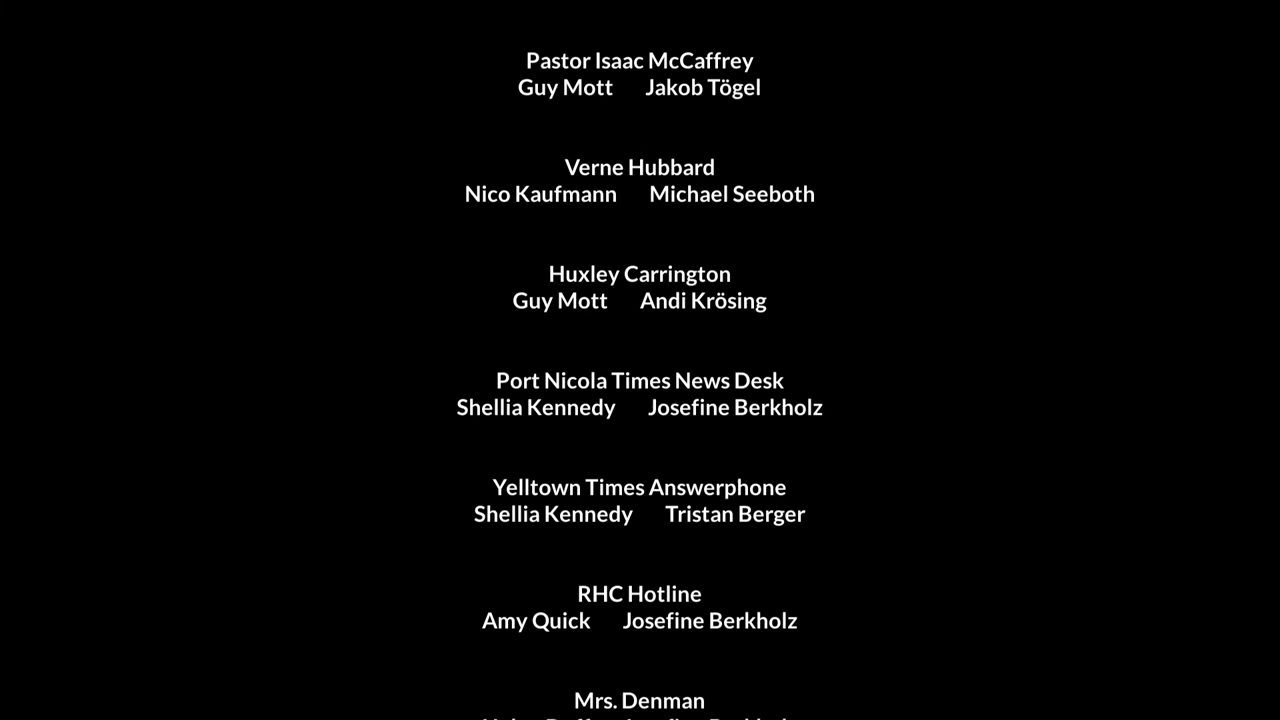 Pastor Isaac McCaffrey
Guy Mott Jakob Tögel
Verne Hubbard
Nico Kaufmann Michael Seeboth
Huxley Carrington
Guy Mott Andi Krösing
Port Nicola Times News Desk
Shellia Kennedy Josefine Berkholz
Yelltown Times Answerphone
Shellia Kennedy Tristan Berger
RHC Hotline
Amy Quick Josefine Berkholz
Mrs. Denman